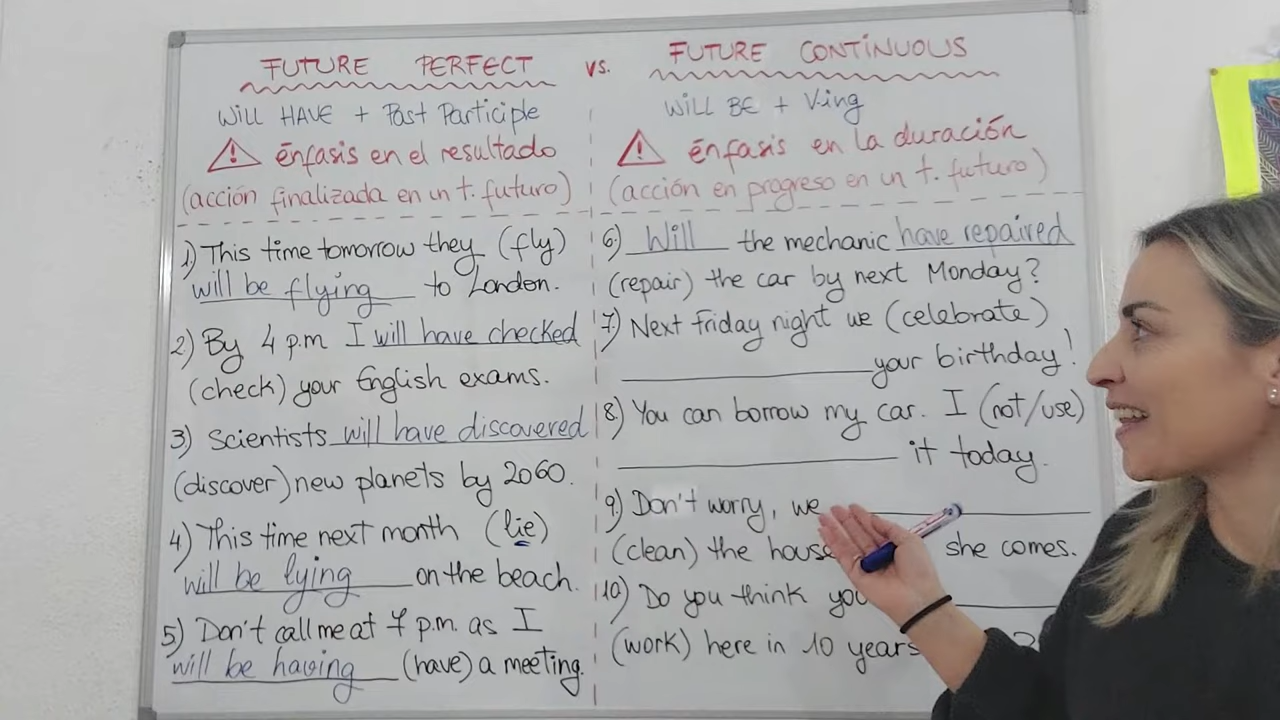 FUTURE PERFECT vs. FUTURE CONTINUOUS
WILL HAVE + Past Participle
énfasis en el resultado
(acción finalizada en un t. futuro)
1) This time tomorrow they (fly)
will be flying to London.
2) By 4 p.m I will have checked
(check) your English exams.
3) Scientists will have discovered
(discover) new planets by 2060.
4) This time next month (lie)
will be lying on the beach.
5) Don't call me at 7 p.m. as I
will be having (have) a meeting.
WILL BE + V-ing
énfasis en la duración
(acción en progreso en un t. futuro)
6) Will the mechanic have repaired
(repair) the car by next Monday?
7) Next Friday night we (celebrate)
your birthday!
8) You can borrow my car. I (not/use)
it today.
9) Don't worry, we
(clean) the house she comes.
10) Do you think you
(work) here in 10 years